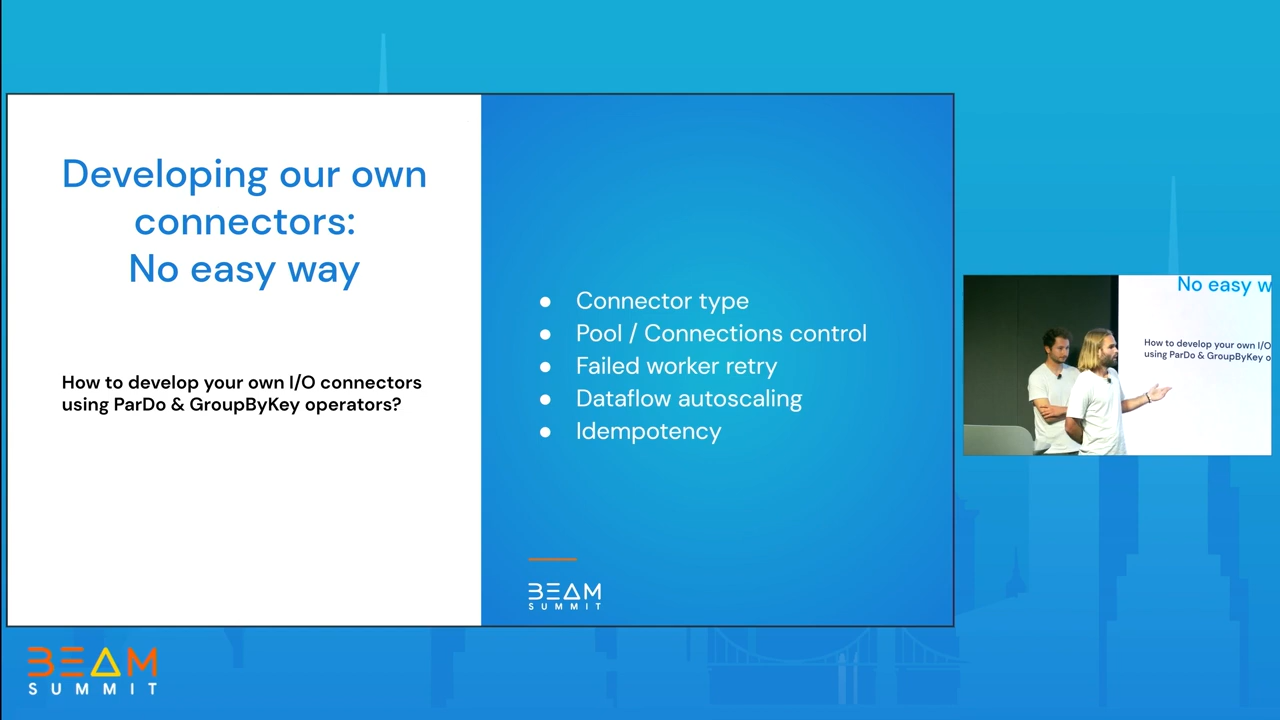 Developing our own
connectors:
No easy way
How to develop your own I/O connectors
using ParDo & GroupByKey operators?
● Connector type
● Pool / Connections control
● Failed worker retry
● Dataflow autoscaling
● Idempotency
BEAM
SUMMIT
No easy w
How to develop your own I/O
using ParDo & GroupByKey o
BEAM
SUMMIT